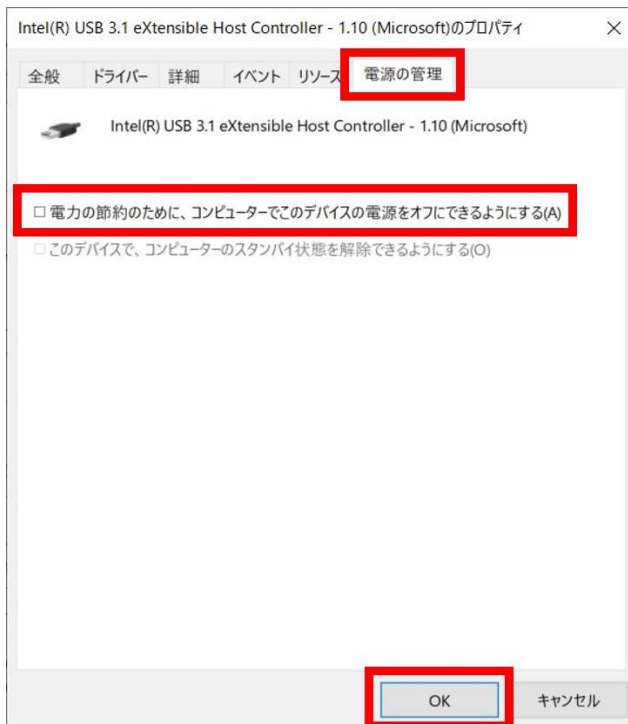 Intel(R) USB 3.1 eXtensible Host Controller - 1.10 (Microsoft)のプロパティ
全般 ドライバー 詳細 イベント リソース 電源の管理
Intel(R) USB 3.1 eXtensible Host Controller - 1.10 (Microsoft)
電力の節約のために、コンピューターでこのデバイスの電源をオフにできるようにする(A)
このデバイスで、コンピューターのスタンバイ状態を解除できるようにする(O)
OK キャンセル